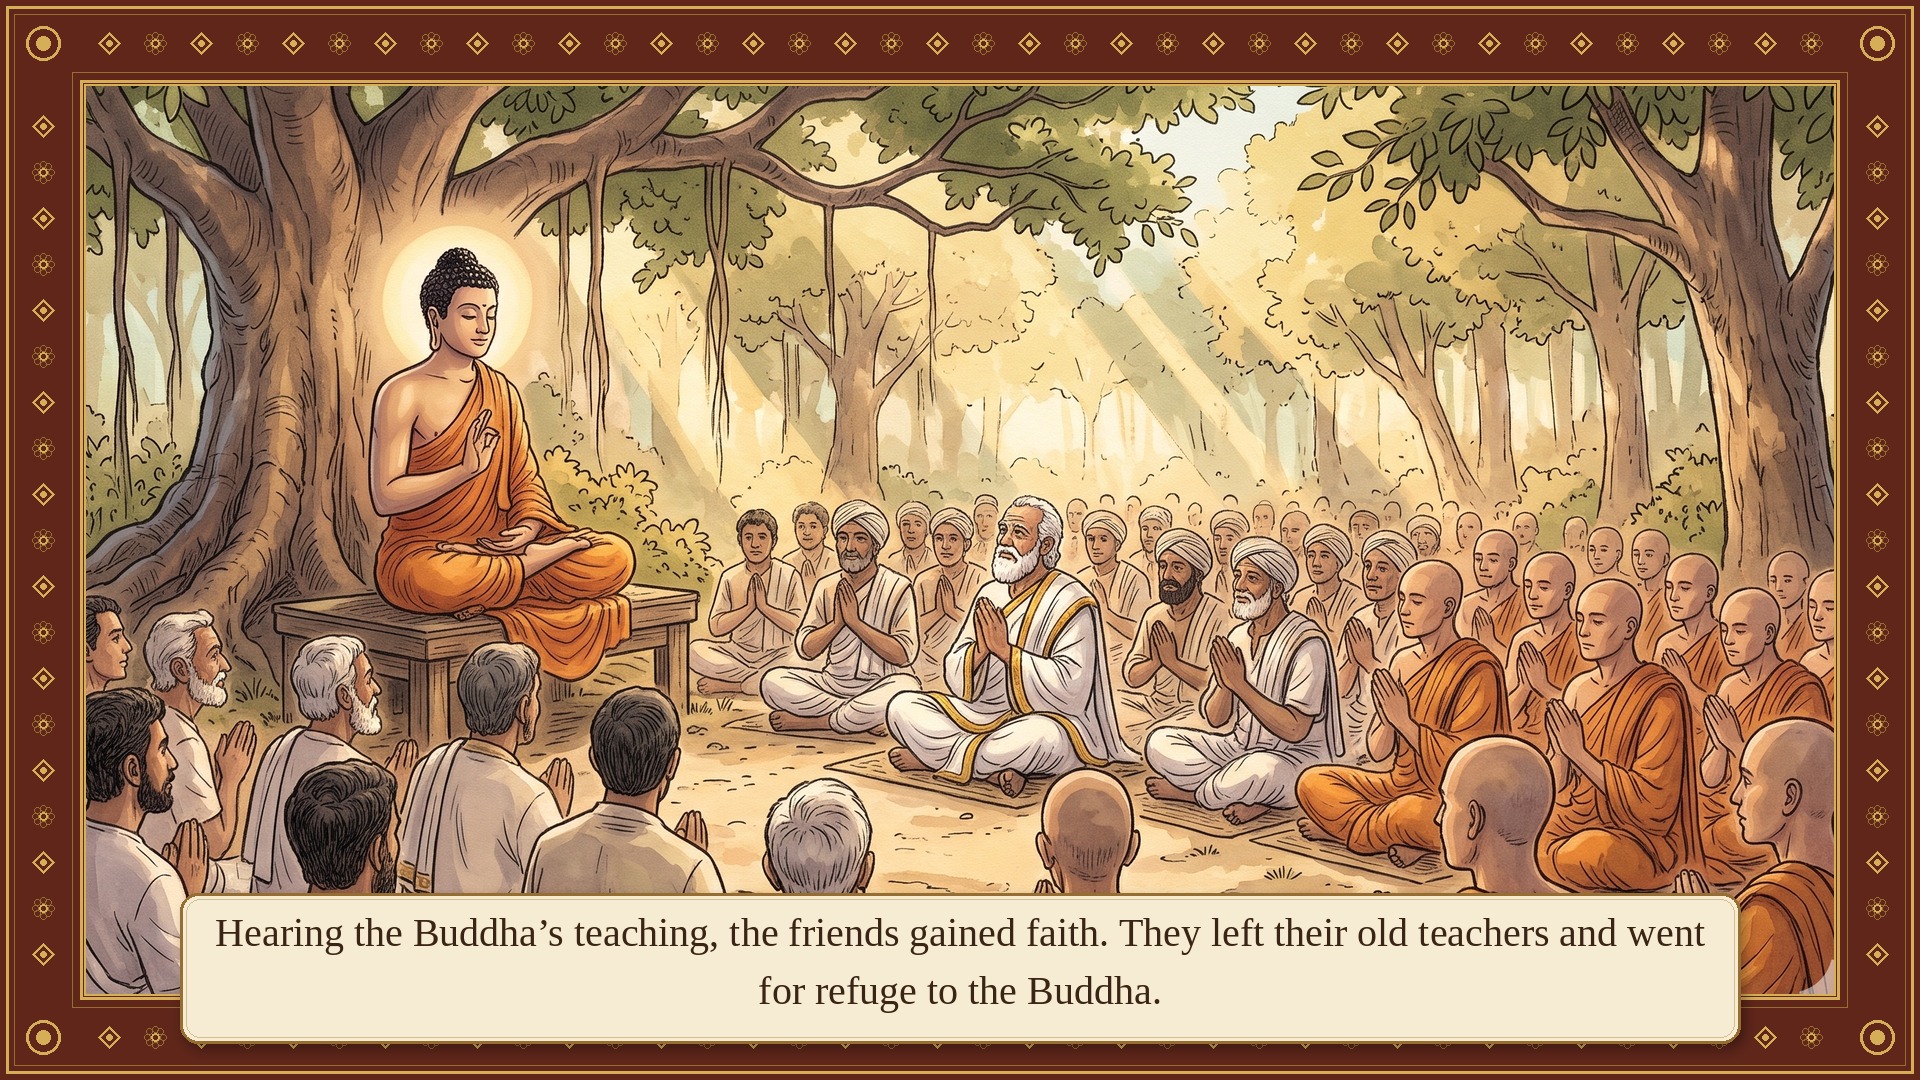 Hearing the Buddha’s teaching, the friends gained faith. They left their old teachers and went
for refuge to the Buddha.